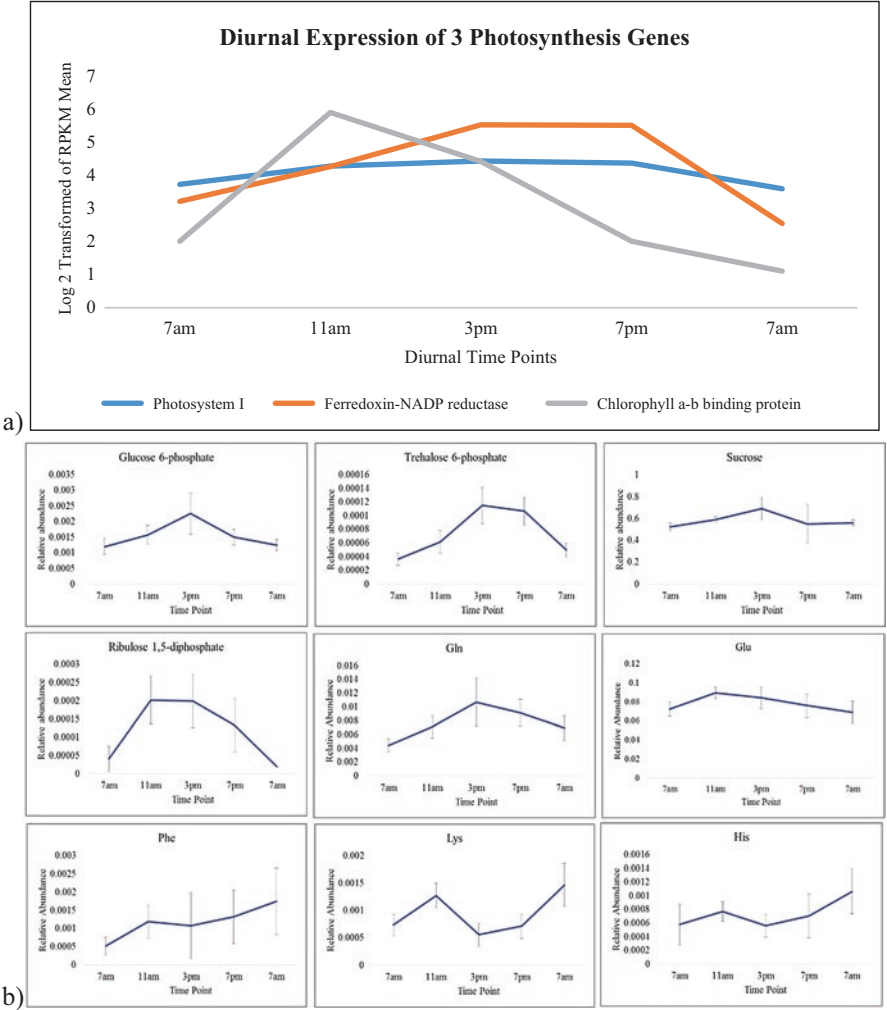 Diurnal Expression of 3 Photosynthesis Genes
Log 2 Transformed of RPKM Mean
7
6
5
4
3
2
1
0
7am 11am 3pm 7pm 7am
Diurnal Time Points
Photosystem I Ferredoxin-NADP reductase Chlorophyll a-b binding protein
a)
Glucose 6-phosphate
Relative abundance
0.0035
0.003
0.0025
0.002
0.0015
0.001
0.0005
0
7am 11am 3pm 7pm 7am
Time Point
Trehalose 6-phosphate
Relative abundance
0.00016
0.00014
0.00012
0.0001
0.00008
0.00006
0.00004
0.00002
0
7am 11am 3pm 7pm 7am
Time Point
Sucrose
Relative abundance
1
0.8
0.6
0.4
0.2
0
7am 11am 3pm 7pm 7am
Time Point
Ribulose 1,5-diphosphate
Relative abundance
0.0003
0.00025
0.0002
0.00015
0.0001
0.00005
0
7am 11am 3pm 7pm 7am
Time Point
Gln
Relative Abundance
0.016
0.014
0.012
0.01
0.008
0.006
0.004
0.002
0
7am 11am 3pm 7pm 7am
Time Point
Glu
Relative Abundance
0.12
0.1
0.08
0.06
0.04
0.02
0
7am 11am 3pm 7pm 7am
Time Point
Phe
Relative Abundance
0.003
0.0025
0.002
0.0015
0.001
0.0005
0
7am 11am 3pm 7pm 7am
Time Point
Lys
Relative Abundance
0.002
0.0015
0.001
0.0005
0
7am 11am 3pm 7pm 7am
Time Point
His
Relative Abundance
0.0016
0.0014
0.0012
0.001
0.0008
0.0006
0.0004
0.0002
0
7am 11am 3pm 7pm 7am
Time Point
b)